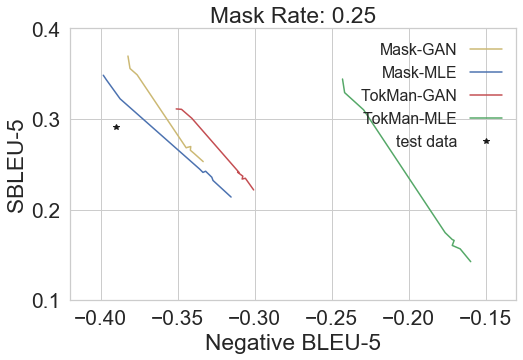 Mask Rate: 0.25
Mask-GAN
Mask-MLE
TokMan-GAN
TokMan-MLE
test data
SBLEU-5
0.4
0.3
0.2
0.1
−0.40 −0.35 −0.30 −0.25 −0.20 −0.15
Negative BLEU-5